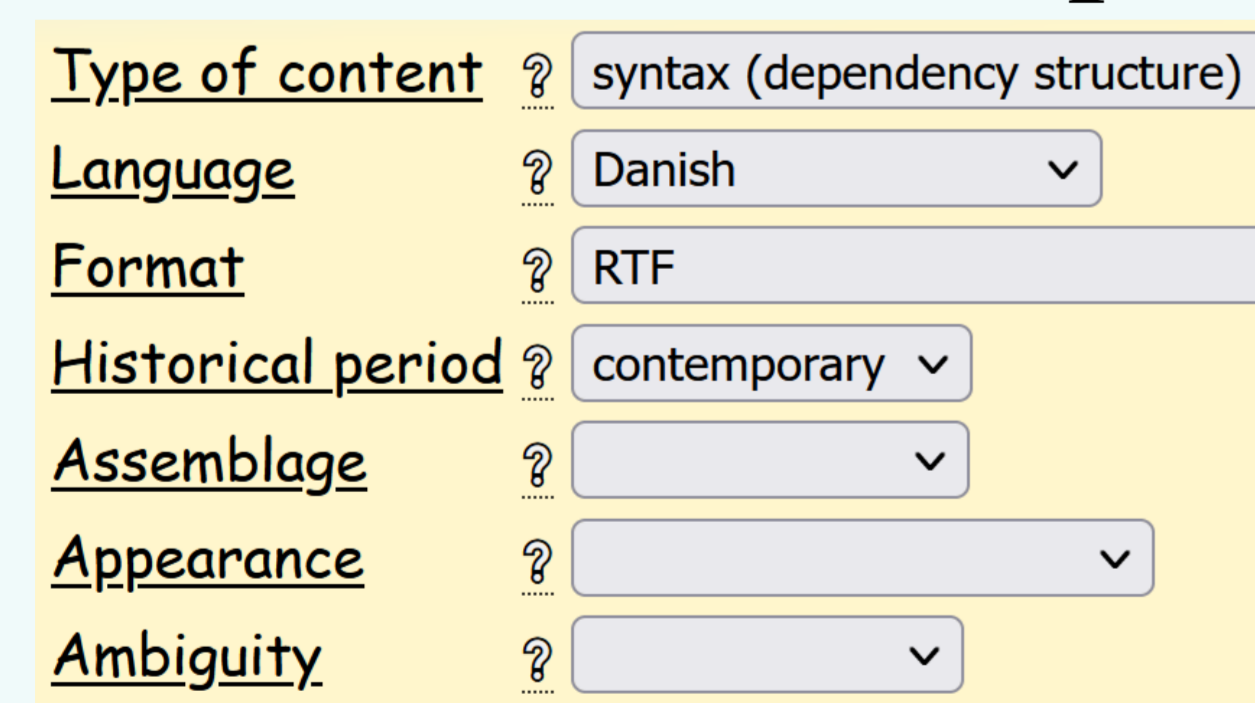 Type of content ? syntax (dependency structure)
Language ? Danish
Format ? RTF
Historical period ? contemporary
Assemblage ?
Appearance ?
Ambiguity ?